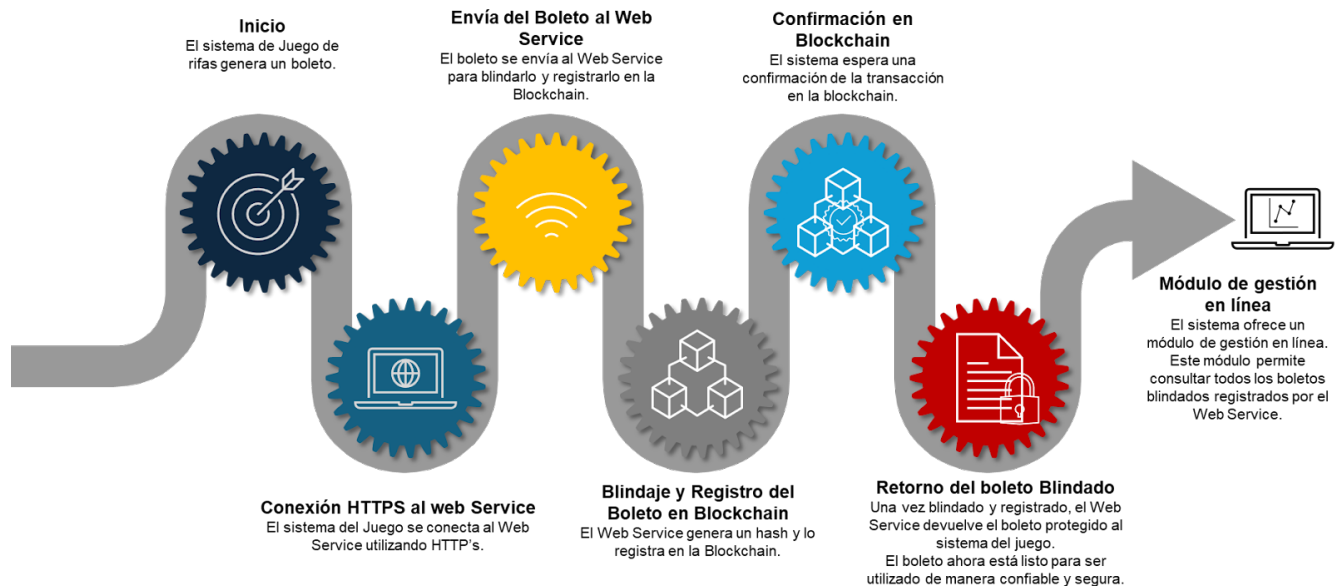 Inicio
El sistema de Juego de
rifas genera un boleto.
Envía del Boleto al Web
Service
El boleto se envía al Web Service
para blindarlo y registrarlo en la
Blockchain.
Confirmación en
Blockchain
El sistema espera una
confirmación de la transacción
en la blockchain.
Módulo de gestión
en línea
El sistema ofrece un
módulo de gestión en línea.
Este módulo permite
consultar todos los boletos
blindados registrados por el
Web Service.
Conexión HTTPS al web Service
El sistema del Juego se conecta al Web
Service utilizando HTTP's.
Blindaje y Registro del
Boleto en Blockchain
El Web Service genera un hash y lo
registra en la Blockchain.
Retorno del boleto Blindado
Una vez blindado y registrado, el Web
Service devuelve el boleto protegido al
sistema del juego.
El boleto ahora está listo para ser
utilizado de manera confiable y segura.